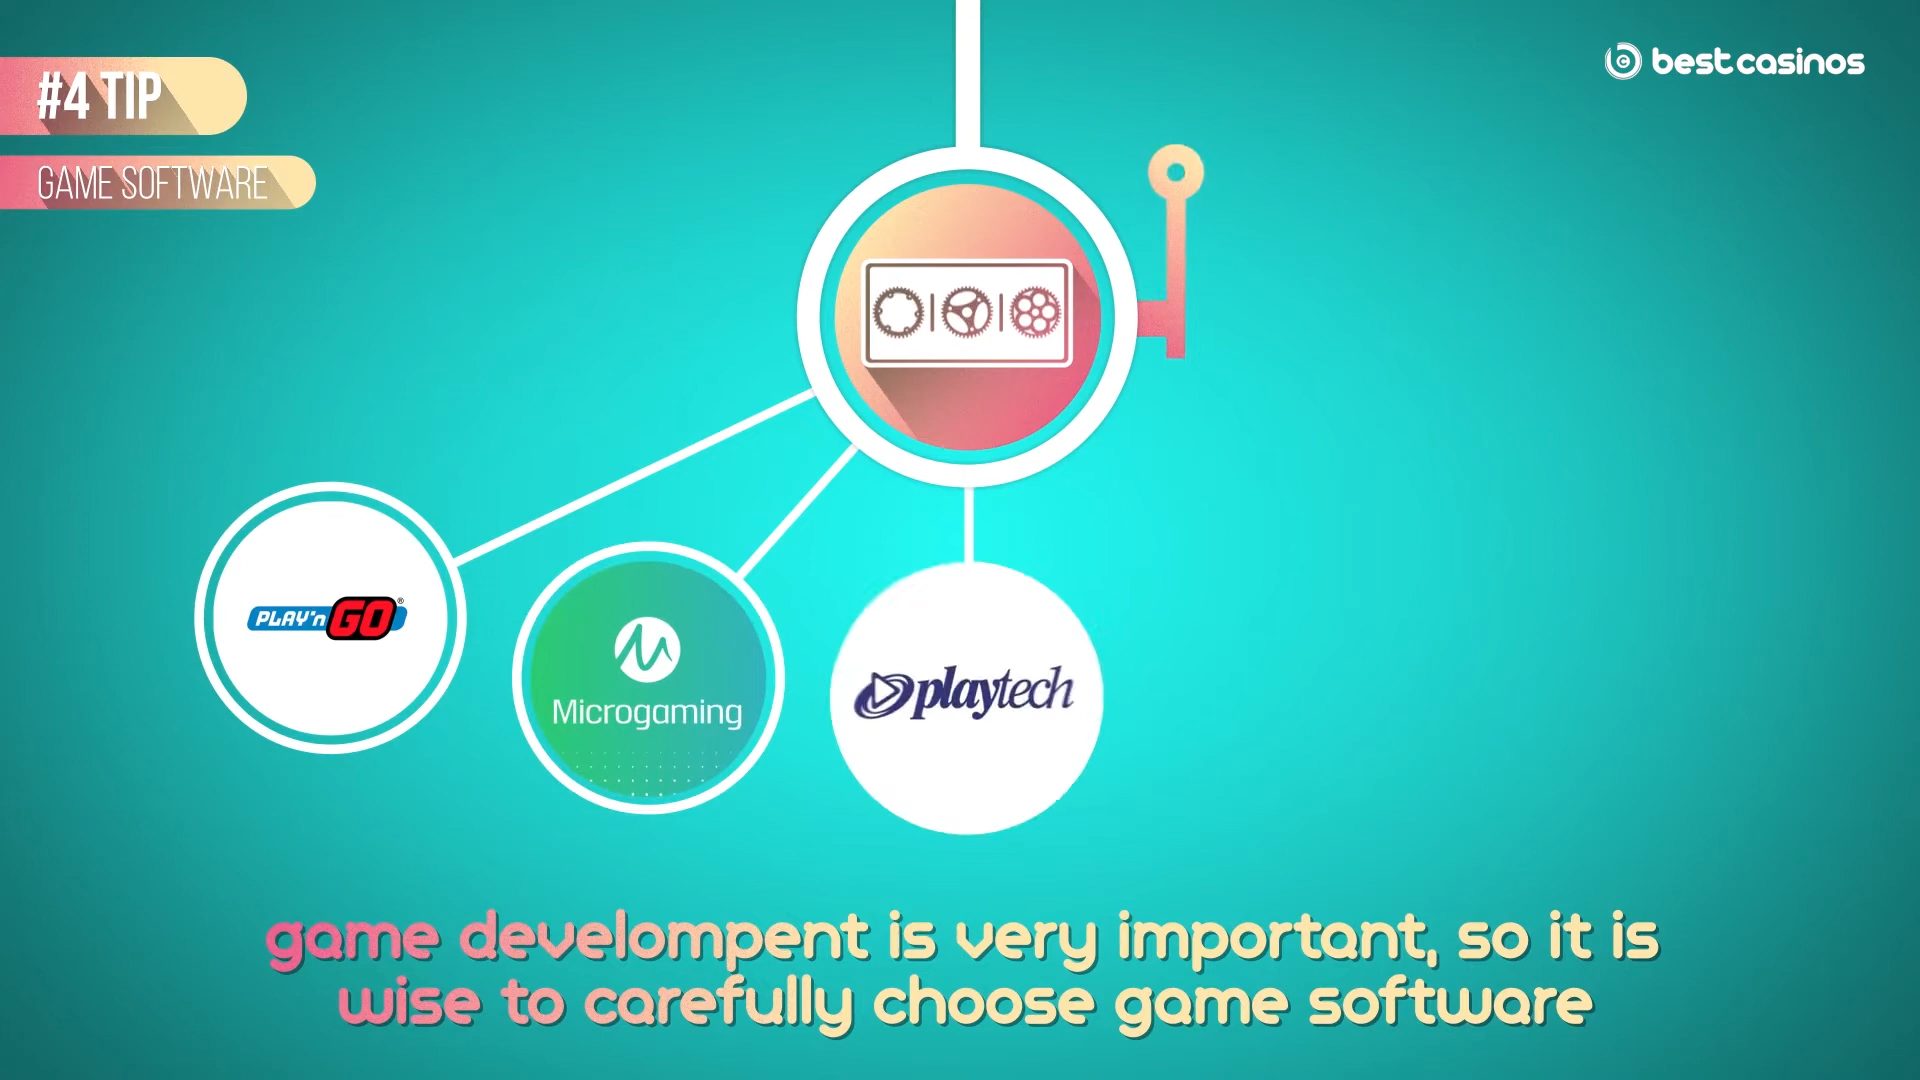 #4 TIP
GAME SOFTWARE
best casinos
PLAY'n GO®
Microgaming
playtech
game develompent is very important, so it is
wise to carefully choose game software